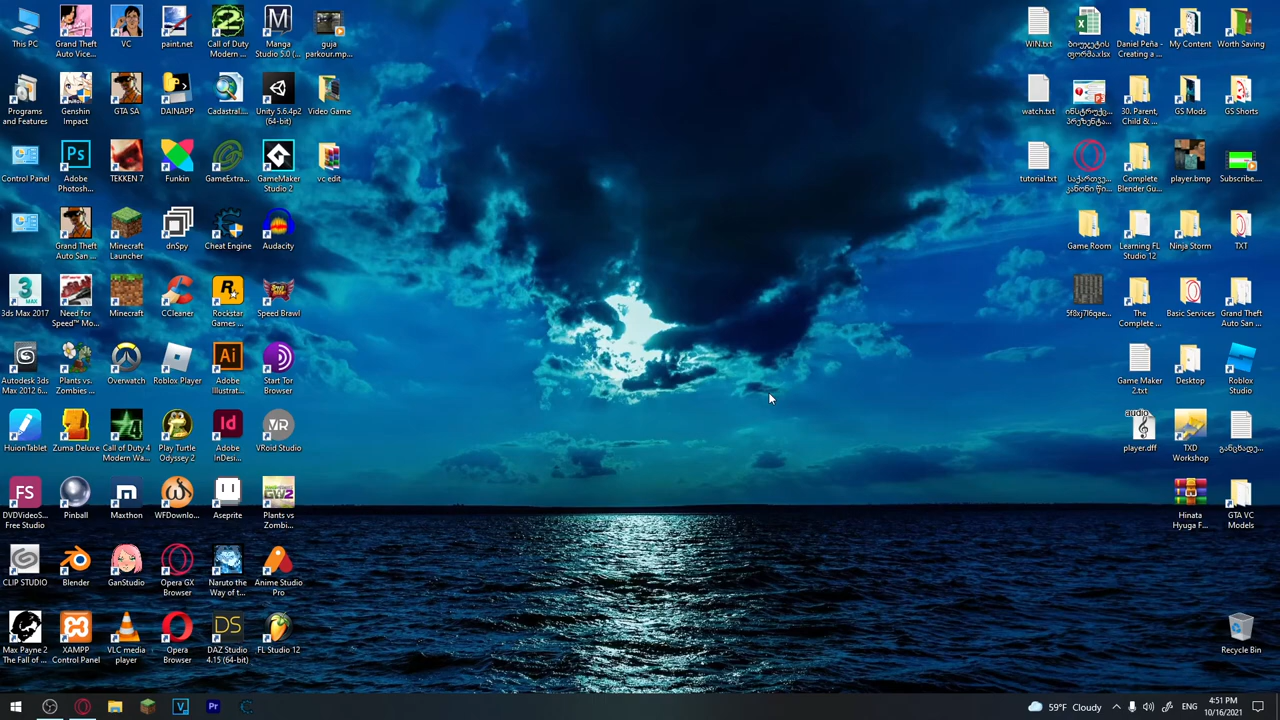 This PC
Grand Theft
Auto Vice...
VC
paint.net
Call of Duty
Modern ...
Manga
Studio 5.0 (...
guja
parkour.mp...
Programs
and Features
Genshin
Impact
GTA SA
DAINAPP
Cadastral....
Unity 5.6.4p2
(64-bit)
Video Game
Control Panel
Adobe
Photosh...
TEKKEN 7
Funkin
GameExtra...
GameMaker
Studio 2
vc edit
Grand Theft
Auto San ...
Minecraft
Launcher
dnSpy
Cheat Engine
Audacity
3ds Max 2017
Need for
Speed™ Mo...
Minecraft
CCleaner
Rockstar
Games ...
Speed Brawl
Autodesk 3ds
Max 2012 6...
Plants vs.
Zombies ...
Overwatch
Roblox Player
Adobe
Illustrat...
Start Tor
Browser
HuionTablet
Zuma Deluxe
Call of Duty 4
Modern Wa...
Play Turtle
Odyssey 2
Adobe
InDesi...
VRoid Studio
DVDVideoS...
Free Studio
Pinball
Maxthon
WFDownlo...
Aseprite
Plants vs
Zombi...
CLIP STUDIO
Blender
GanStudio
Opera GX
Browser
Naruto the
Way of t...
Anime Studio
Pro
Max Payne 2
The Fall of ...
XAMPP
Control Panel
VLC media
player
Opera
Browser
DAZ Studio
4.15 (64-bit)
FL Studio 12
WIN.txt
ბიუჯეტის
ფორმა.xlsx
Daniel Peña -
Creating a ...
My Content
Worth Saving
watch.txt
ინსტრუქ...
პრეზენტა...
30. Parent,
Child & ...
GS Mods
GS Shorts
tutorial.txt
საქართვე...
კანონი წი...
Complete
Blender Gu...
player.bmp
Subscribe....
Game Room
Learning FL
Studio 12
Ninja Storm
TXT
5f8xj7l6qae...
The
Complete ...
Basic Services
Grand Theft
Auto San ...
Game Maker
2.txt
Desktop
Roblox
Studio
audio
player.dff
TXD
Workshop
განცხადე...
Hinata
Hyuga F...
GTA VC
Models
Recycle Bin
59°F Cloudy
ENG
4:51 PM
10/16/2021